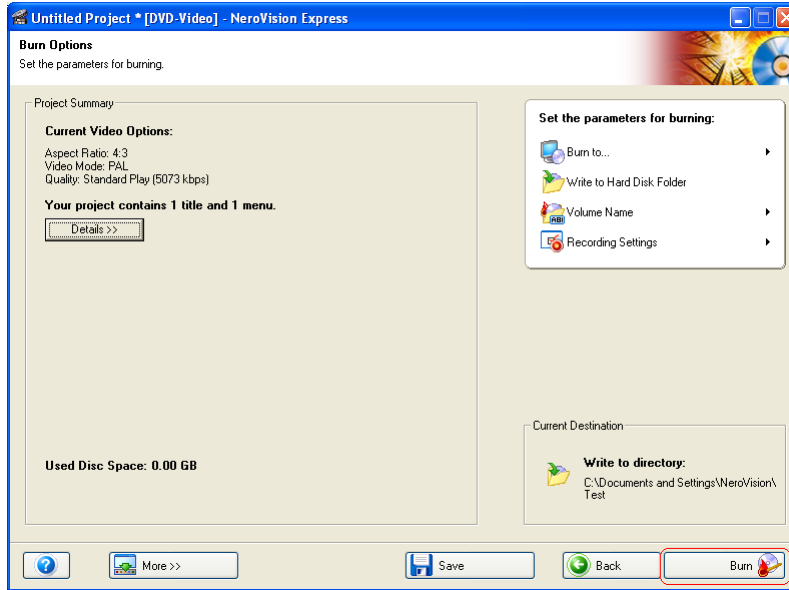 Untitled Project * [DVD-Video] - NeroVision Express
Burn Options
Set the parameters for burning.
Project Summary
Current Video Options:
Aspect Ratio: 4:3
Video Mode: PAL
Quality: Standard Play (5073 kbps)
Your project contains 1 title and 1 menu.
Details >>
Used Disc Space: 0.00 GB
Set the parameters for burning:
Burn to...
Write to Hard Disk Folder
ABI
Volume Name
Recording Settings
Current Destination
Write to directory:
C:\Documents and Settings\NeroVision\
Test
More >>
Save
Back
Burn